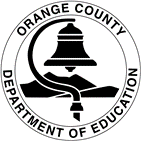 ORANGE COUNTY
DEPARTMENT OF EDUCATION